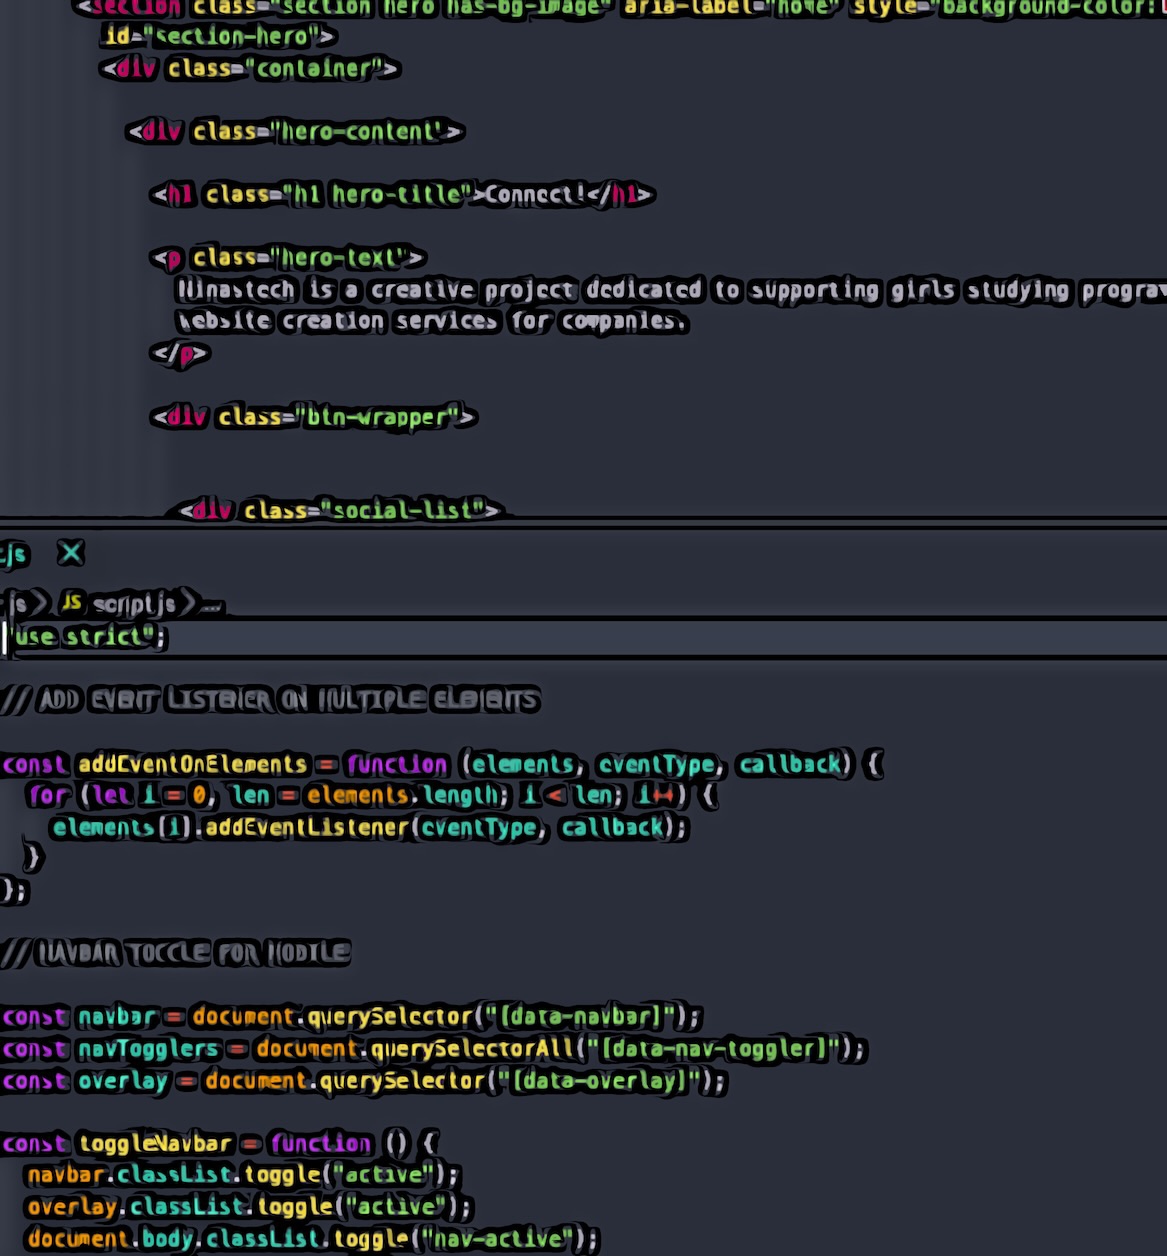 <section class="section hero has-bg-image" aria-label="home" style="background-color:
id="section-hero">
<div class="container">
<div class="hero-content">
<h1 class="h1 hero-title">Connect!</h1>
<p class="hero-text">
Ninastech is a creative project dedicated to supporting girls studying
website creation services for companies.
</p>
<div class="btn-wrapper">
<div class="social-list">
.js ×
js > JS script.js > ...
"use strict";
// ADD EVENT LISTENER ON MULTIPLE ELEMENTS
const addEventOnElements = function (elements, eventType, callback) {
for (let i = 0, len = elements.length; i < len; i++) {
elements[i].addEventListener(eventType, callback);
}
};
// NAVBAR TOGGLE FOR MOBILE
const navbar = document.querySelector("[data-navbar]");
const navTogglers = document.querySelectorAll("[data-nav-toggler]");
const overlay = document.querySelector("[data-overlay]");
const toggleNavbar = function () {
navbar.classList.toggle("active");
overlay.classList.toggle("active");
document.body.classList.toggle("nav-active");